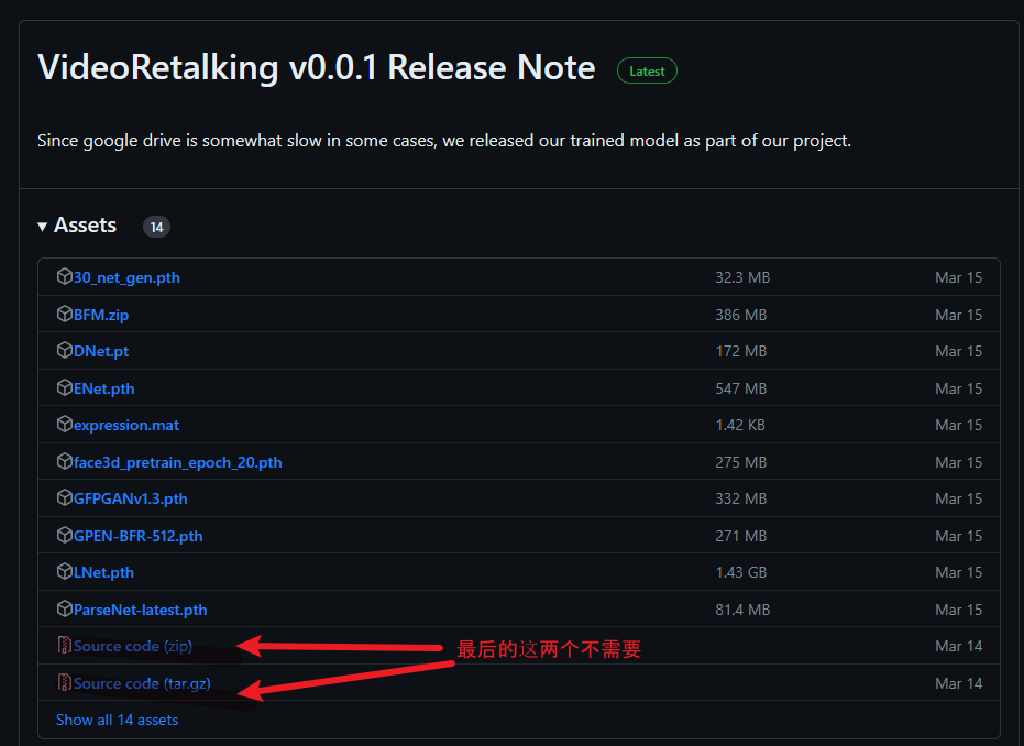 VideoRetalking v0.0.1 Release Note Latest
Since google drive is somewhat slow in some cases, we released our trained model as part of our project.
▾ Assets 14
30_net_gen.pth 32.3 MB Mar 15
BFM.zip 386 MB Mar 15
DNet.pt 172 MB Mar 15
ENet.pth 547 MB Mar 15
expression.mat 1.42 KB Mar 15
face3d_pretrain_epoch_20.pth 275 MB Mar 15
GFPGANv1.3.pth 332 MB Mar 15
GPEN-BFR-512.pth 271 MB Mar 15
LNet.pth 1.43 GB Mar 15
ParseNet-latest.pth 81.4 MB Mar 15
Source code (zip) 最后的这两个不需要 Mar 14
Source code (tar.gz) Mar 14
Show all 14 assets